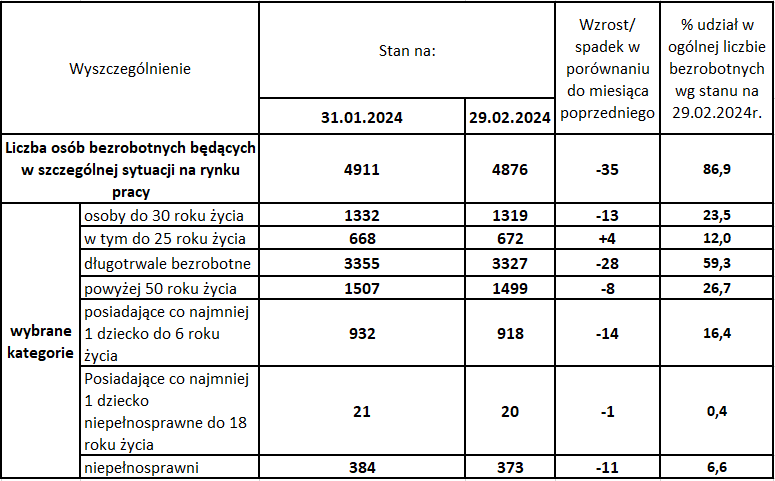 Wyszczególnienie
Stan na:
Wzrost/
spadek w
porównaniu
do miesiąca
poprzedniego
% udział w
ogólnej liczbie
bezrobotnych
wg stanu na
29.02.2024r.
31.01.2024
29.02.2024
Liczba osób bezrobotnych będących
w szczególnej sytuacji na rynku
pracy
4911
4876
-35
86,9
wybrane
kategorie
osoby do 30 roku życia
1332
1319
-13
23,5
w tym do 25 roku życia
668
672
+4
12,0
długotrwale bezrobotne
3355
3327
-28
59,3
powyżej 50 roku życia
1507
1499
-8
26,7
posiadające co najmniej
1 dziecko do 6 roku
życia
932
918
-14
16,4
Posiadające co najmniej
1 dziecko
niepełnosprawne do 18
roku życia
21
20
-1
0,4
niepełnosprawni
384
373
-11
6,6